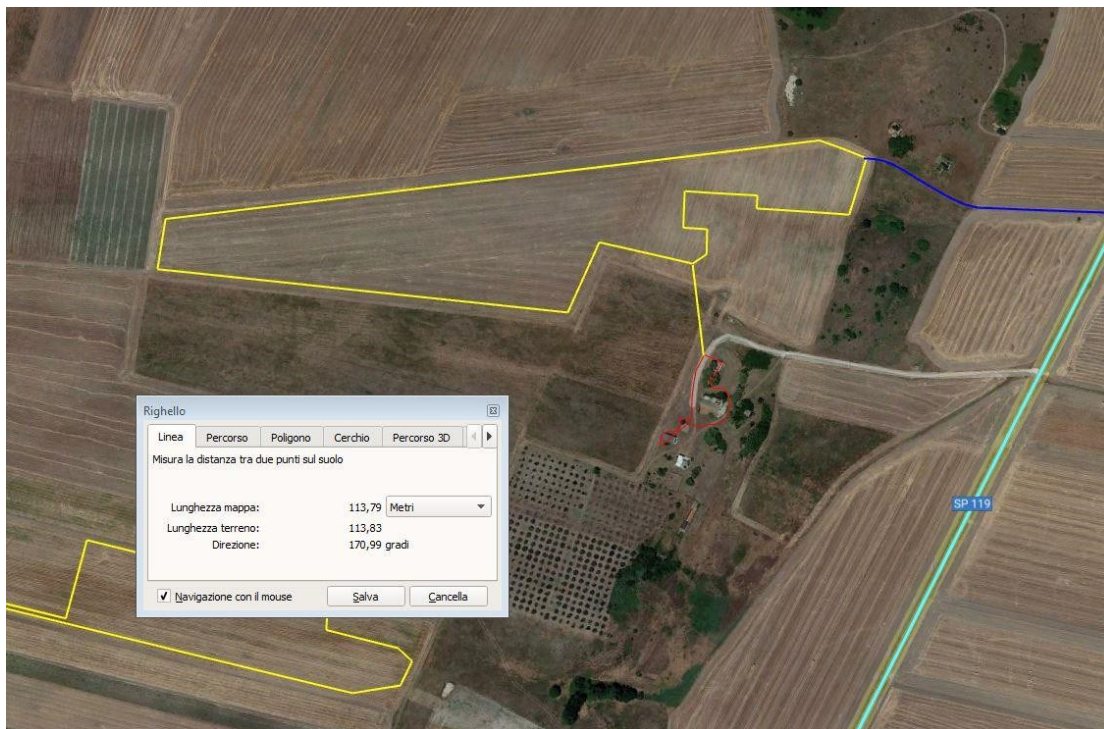 Righello
Linea Percorso Poligono Cerchio Percorso 3D
Misura la distanza tra due punti sul suolo
Lunghezza mappa: 113,79 Metri
Lunghezza terreno: 113,83
Direzione: 170,99 gradi
Navigazione con il mouse Salva Cancella
SP 119